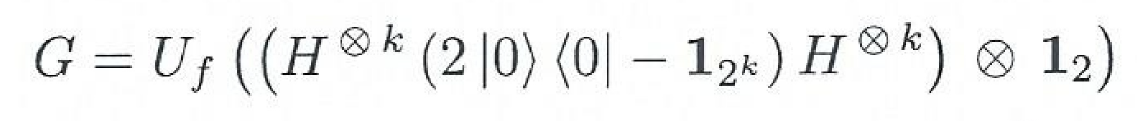 G = U_f ((H^{⊗ k} (2 |0⟩ ⟨0| − 𝟏_{2^k}) H^{⊗ k}) ⊗ 𝟏_2)